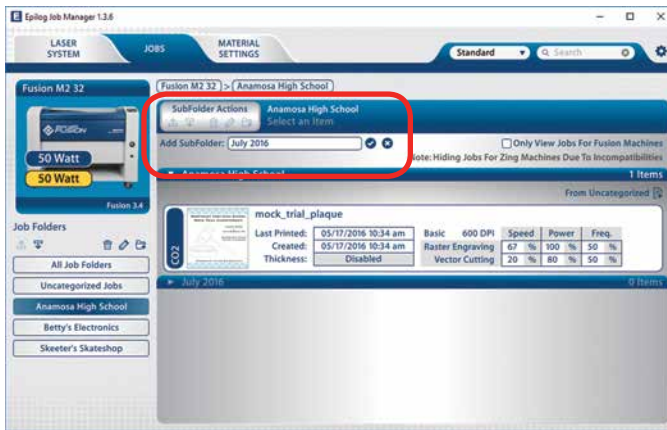 Epilog Job Manager 1.3.6
LASER SYSTEM
JOBS
MATERIAL SETTINGS
Standard
Search
Fusion M2 32
Fusion M2 32 > Anamosa High School
SubFolder Actions
Anamosa High School
Select an Item
FUSION
50 Watt
50 Watt
Fusion 3.4
Add SubFolder: July 2016
Only View Jobs For Fusion Machines
Note: Hiding Jobs For Zing Machines Due To Incompatibilities
Anamosa High School
1 Items
From Uncategorized
Job Folders
All Job Folders
Uncategorized Jobs
Anamosa High School
Betty's Electronics
Skeeter's Skateshop
CO2
mock_trial_plaque
Last Printed: 05/17/2016 10:34 am
Created: 05/17/2016 10:34 am
Thickness: Disabled
Basic 600 DPI Speed Power Freq.
Raster Engraving 67 % 100 % 50 %
Vector Cutting 20 % 80 % 50 %
July 2016
0 Items